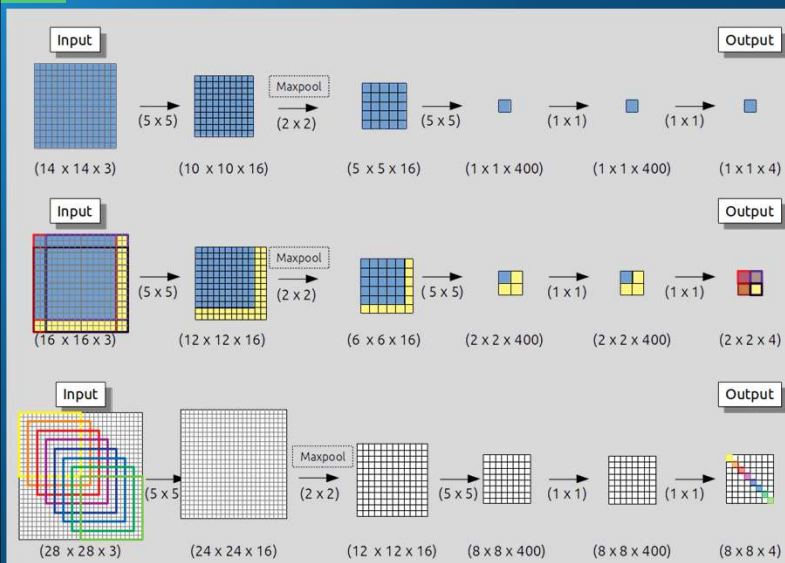 Input
Output
Maxpool
(5 x 5)
(2 x 2)
(5 x 5)
(1 x 1)
(1 x 1)
(14 x 14 x 3)
(10 x 10 x 16)
(5 x 5 x 16)
(1 x 1 x 400)
(1 x 1 x 400)
(1 x 1 x 4)
Input
Output
Maxpool
(5 x 5)
(2 x 2)
(5 x 5)
(1 x 1)
(1 x 1)
(16 x 16 x 3)
(12 x 12 x 16)
(6 x 6 x 16)
(2 x 2 x 400)
(2 x 2 x 400)
(2 x 2 x 4)
Input
Output
Maxpool
(5 x 5
(2 x 2)
(5 x 5)
(1 x 1)
(1 x 1)
(28 x 28 x 3)
(24 x 24 x 16)
(12 x 12 x 16)
(8 x 8 x 400)
(8 x 8 x 400)
(8 x 8 x 4)